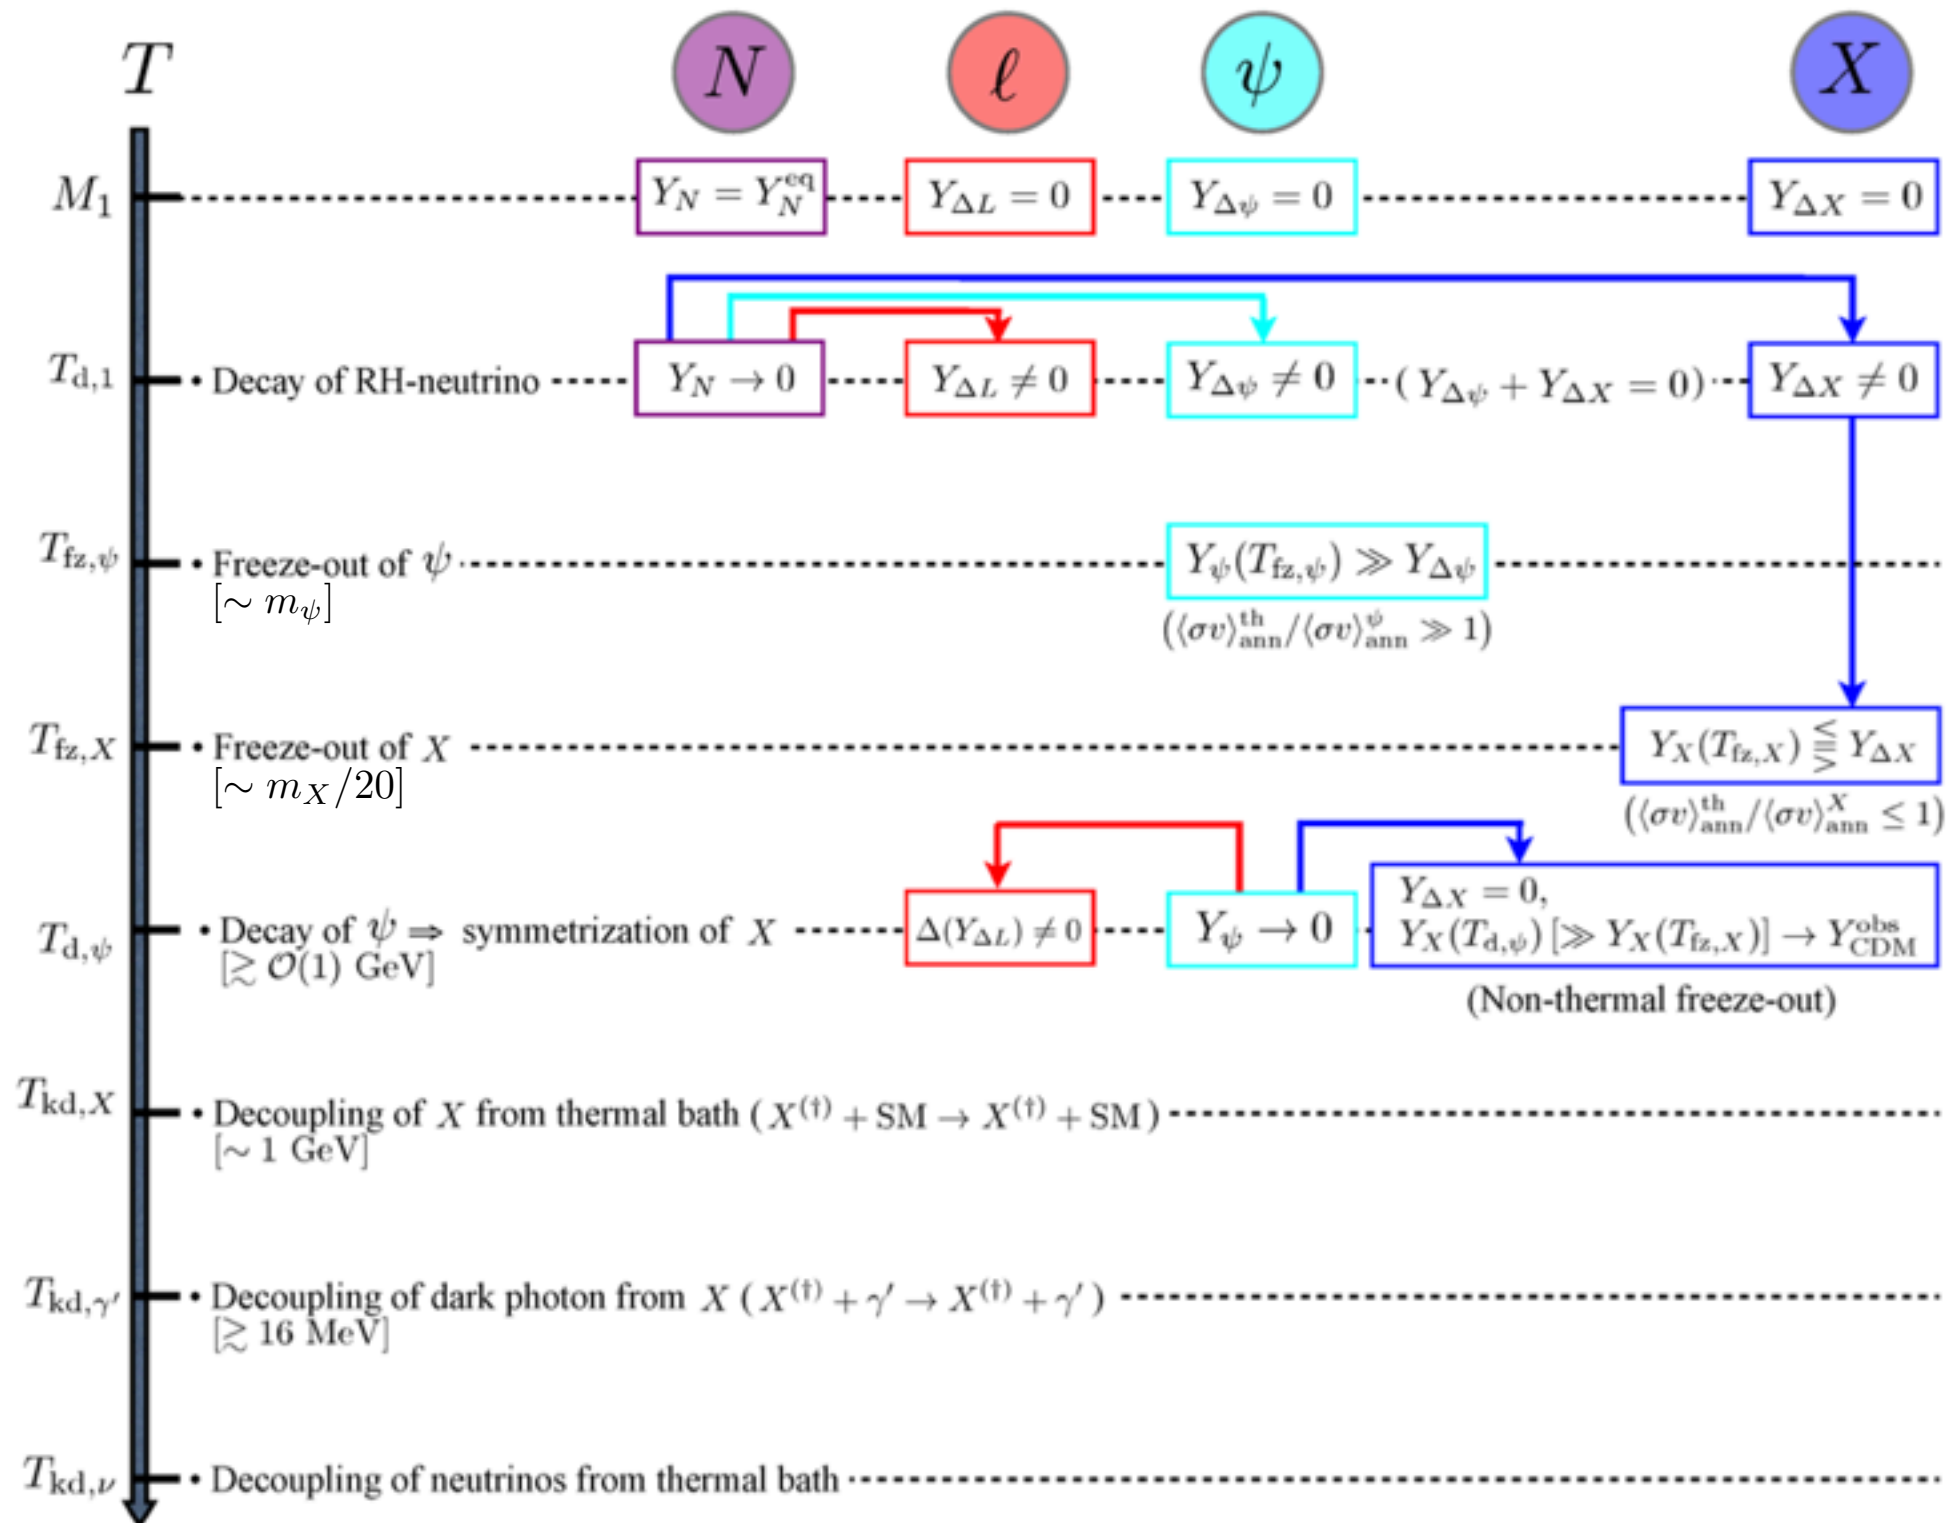 T N ℓ ψ X
M₁ Y_N = Y_N^eq Y_ΔL = 0 Y_Δψ = 0 Y_ΔX = 0
T_d,1 • Decay of RH-neutrino Y_N → 0 Y_ΔL ≠ 0 Y_Δψ ≠ 0 ( Y_Δψ + Y_ΔX = 0 ) Y_ΔX ≠ 0
T_fz,ψ • Freeze-out of ψ Y_ψ(T_fz,ψ) ≫ Y_Δψ
[∼ m_ψ]
(⟨σv⟩_ann^th/⟨σv⟩_ann^ψ ≫ 1)
T_fz,X • Freeze-out of X Y_X(T_fz,X) ⪋ Y_ΔX
[∼ m_X/20]
(⟨σv⟩_ann^th/⟨σv⟩_ann^X ≤ 1)
T_d,ψ • Decay of ψ ⇒ symmetrization of X Δ(Y_ΔL) ≠ 0 Y_ψ → 0 Y_ΔX = 0,
Y_X(T_d,ψ) [≫ Y_X(T_fz,X)] → Y_CDM^obs
[≳ 𝒪(1) GeV]
(Non-thermal freeze-out)
T_kd,X • Decoupling of X from thermal bath ( X^(†) + SM → X^(†) + SM )
[∼ 1 GeV]
T_kd,γ′ • Decoupling of dark photon from X ( X^(†) + γ′ → X^(†) + γ′ )
[≳ 16 MeV]
T_kd,ν • Decoupling of neutrinos from thermal bath